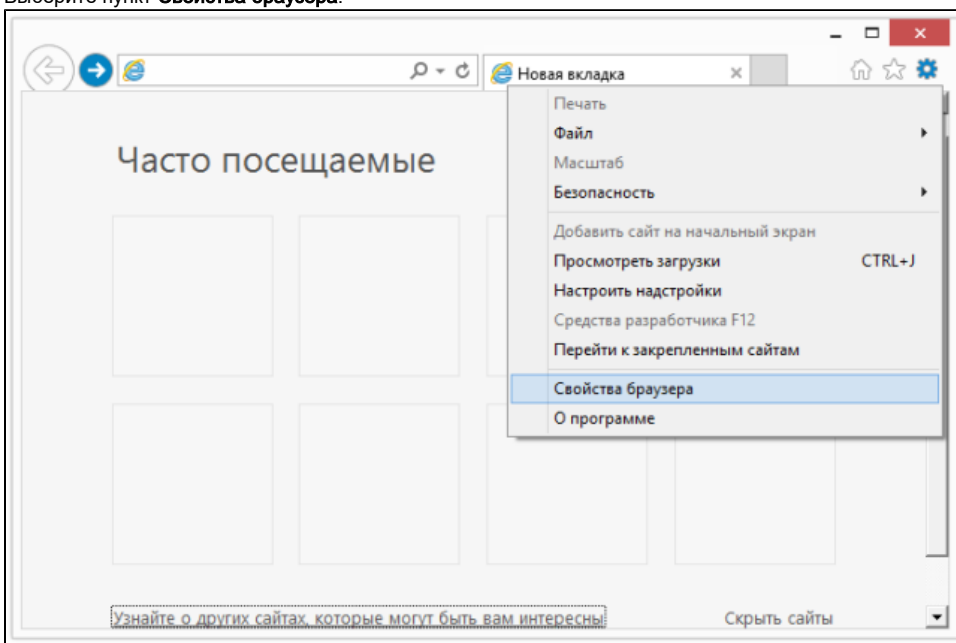 Выберите пункт Свойства браузера.
Новая вкладка
Часто посещаемые
Печать
Файл
Масштаб
Безопасность
Добавить сайт на начальный экран
Просмотреть загрузки CTRL+J
Настроить надстройки
Средства разработчика F12
Перейти к закрепленным сайтам
Свойства браузера
О программе
Узнайте о других сайтах, которые могут быть вам интересны
Скрыть сайты